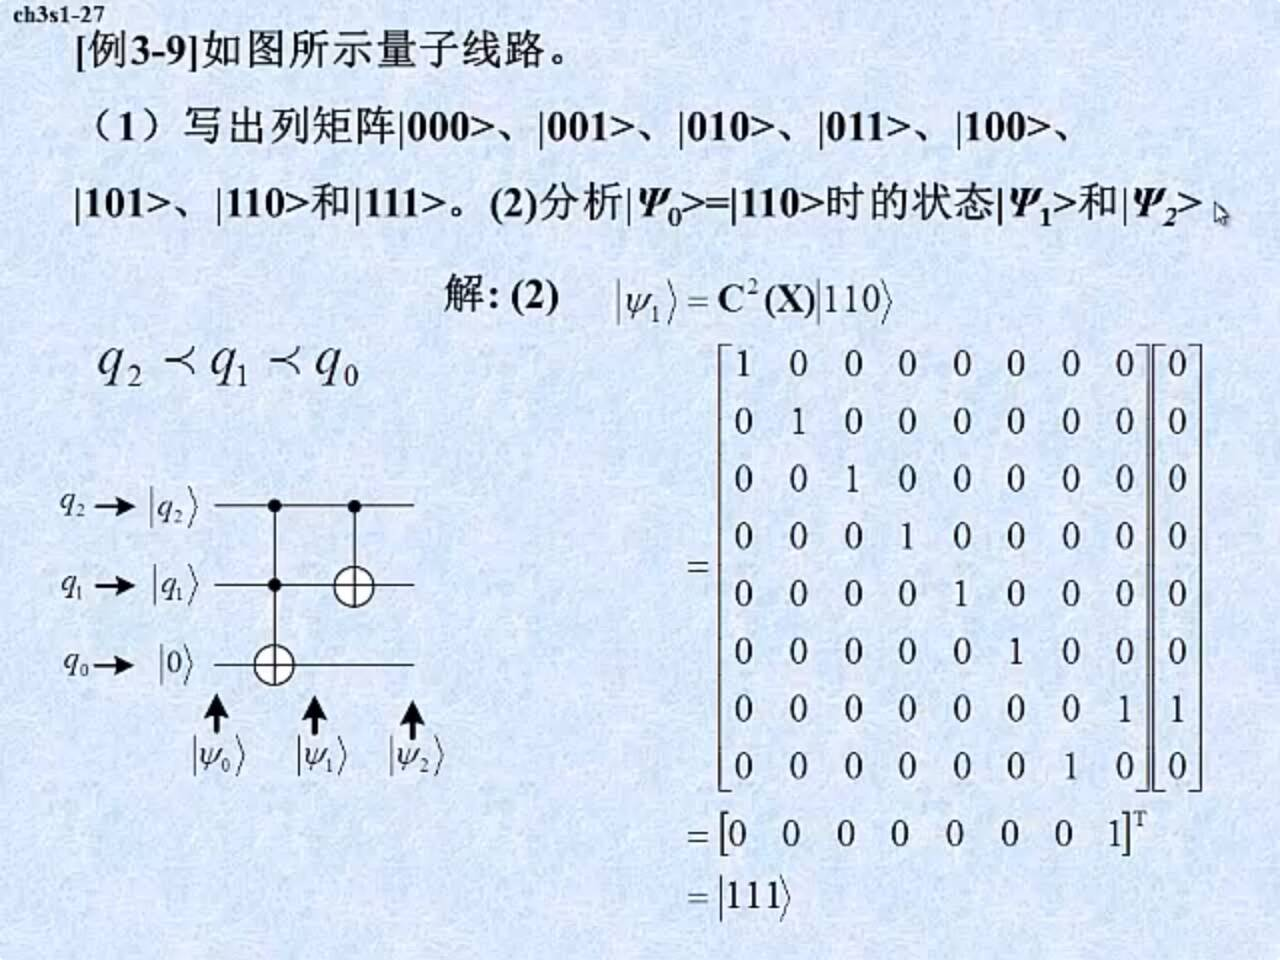 ch3s1-27
[例3-9]如图所示量子线路。
（1）写出列矩阵|000>、|001>、|010>、|011>、|100>、
|101>、|110>和|111>。(2)分析|Ψ₀>=|110>时的状态|Ψ₁>和|Ψ₂>
解: (2) |ψ₁⟩ = C²(X)|110⟩
q₂ ≺ q₁ ≺ q₀
q₂ → |q₂⟩
q₁ → |q₁⟩
q₀ → |0⟩
|ψ₀⟩ |ψ₁⟩ |ψ₂⟩
=
1 0 0 0 0 0 0 0 0
0 1 0 0 0 0 0 0 0
0 0 1 0 0 0 0 0 0
0 0 0 1 0 0 0 0 0
0 0 0 0 1 0 0 0 0
0 0 0 0 0 1 0 0 0
0 0 0 0 0 0 0 1 1
0 0 0 0 0 0 1 0 0
= [0 0 0 0 0 0 0 1]ᵀ
= |111⟩